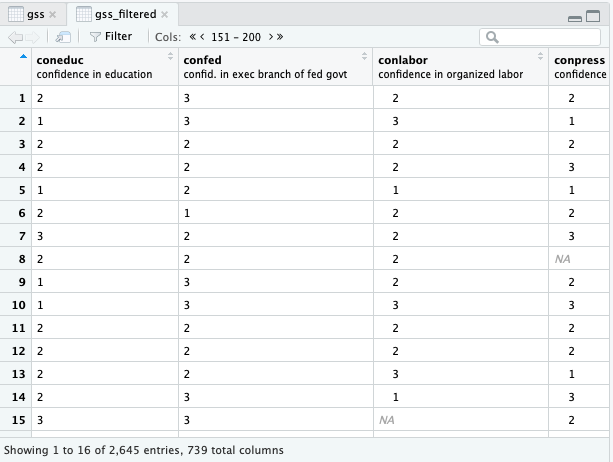 gss × gss_filtered ×
Filter Cols: « < 151 - 200 > »
coneduc confed conlabor conpress
confidence in education confid. in exec branch of fed govt confidence in organized labor confidence
1 2 3 2 2
2 1 3 3 1
3 2 2 2 2
4 2 2 2 3
5 1 2 1 1
6 2 1 2 2
7 3 2 2 3
8 2 2 2 NA
9 1 3 2 2
10 1 3 3 3
11 2 2 2 2
12 2 2 2 2
13 2 2 3 1
14 2 3 1 3
15 3 3 NA 2
Showing 1 to 16 of 2,645 entries, 739 total columns